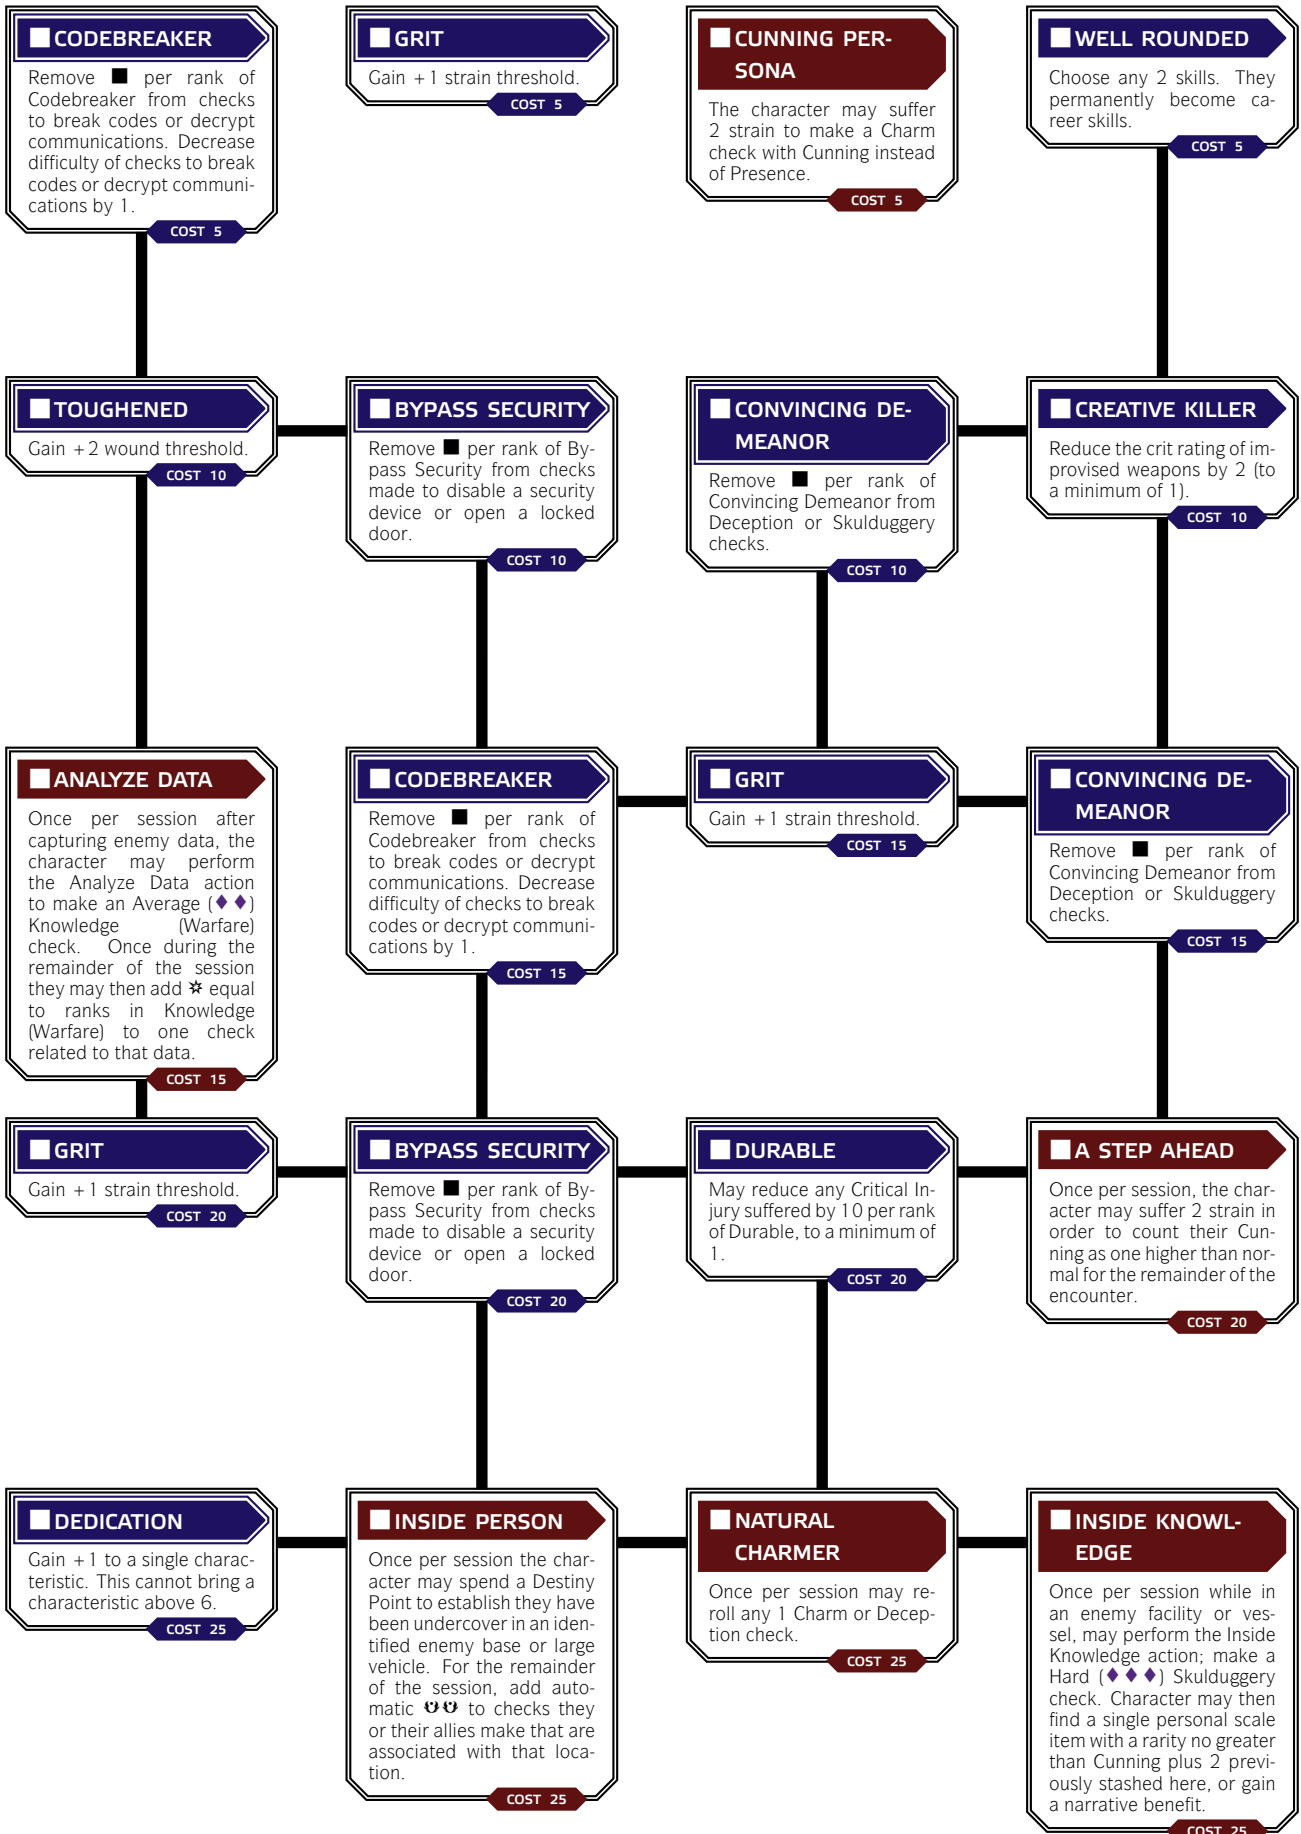 CODEBREAKER
Remove ■ per rank of
Codebreaker from checks
to break codes or decrypt
communications. Decrease
difficulty of checks to break
codes or decrypt communi-
cations by 1.
COST 5
GRIT
Gain +1 strain threshold.
COST 5
CUNNING PER-
SONA
The character may suffer
2 strain to make a Charm
check with Cunning instead
of Presence.
COST 5
WELL ROUNDED
Choose any 2 skills. They
permanently become ca-
reer skills.
COST 5
TOUGHENED
Gain +2 wound threshold.
COST 10
BYPASS SECURITY
Remove ■ per rank of By-
pass Security from checks
made to disable a security
device or open a locked
door.
COST 10
CONVINCING DE-
MEANOR
Remove ■ per rank of
Convincing Demeanor from
Deception or Skulduggery
checks.
COST 10
CREATIVE KILLER
Reduce the crit rating of im-
provised weapons by 2 (to
a minimum of 1).
COST 10
ANALYZE DATA
Once per session after
capturing enemy data, the
character may perform
the Analyze Data action
to make an Average (♦♦)
Knowledge (Warfare)
check. Once during the
remainder of the session
they may then add equal
to ranks in Knowledge
(Warfare) to one check
related to that data.
COST 15
CODEBREAKER
Remove ■ per rank of
Codebreaker from checks
to break codes or decrypt
communications. Decrease
difficulty of checks to break
codes or decrypt communi-
cations by 1.
COST 15
GRIT
Gain +1 strain threshold.
COST 15
CONVINCING DE-
MEANOR
Remove ■ per rank of
Convincing Demeanor from
Deception or Skulduggery
checks.
COST 15
GRIT
Gain +1 strain threshold.
COST 20
BYPASS SECURITY
Remove ■ per rank of By-
pass Security from checks
made to disable a security
device or open a locked
door.
COST 20
DURABLE
May reduce any Critical In-
jury suffered by 10 per rank
of Durable, to a minimum of
1.
COST 20
A STEP AHEAD
Once per session, the char-
acter may suffer 2 strain in
order to count their Cun-
ning as one higher than nor-
mal for the remainder of the
encounter.
COST 20
DEDICATION
Gain +1 to a single charac-
teristic. This cannot bring a
characteristic above 6.
COST 25
INSIDE PERSON
Once per session the char-
acter may spend a Destiny
Point to establish they have
been undercover in an iden-
tified enemy base or large
vehicle. For the remainder
of the session, add auto-
matic to checks they
or their allies make that are
associated with that loca-
tion.
COST 25
NATURAL
CHARMER
Once per session may re-
roll any 1 Charm or Decep-
tion check.
COST 25
INSIDE KNOWL-
EDGE
Once per session while in
an enemy facility or ves-
sel, may perform the Inside
Knowledge action; make a
Hard (♦♦♦) Skulduggery
check. Character may then
find a single personal scale
item with a rarity no greater
than Cunning plus 2 previ-
ously stashed here, or gain
a narrative benefit.
COST 25